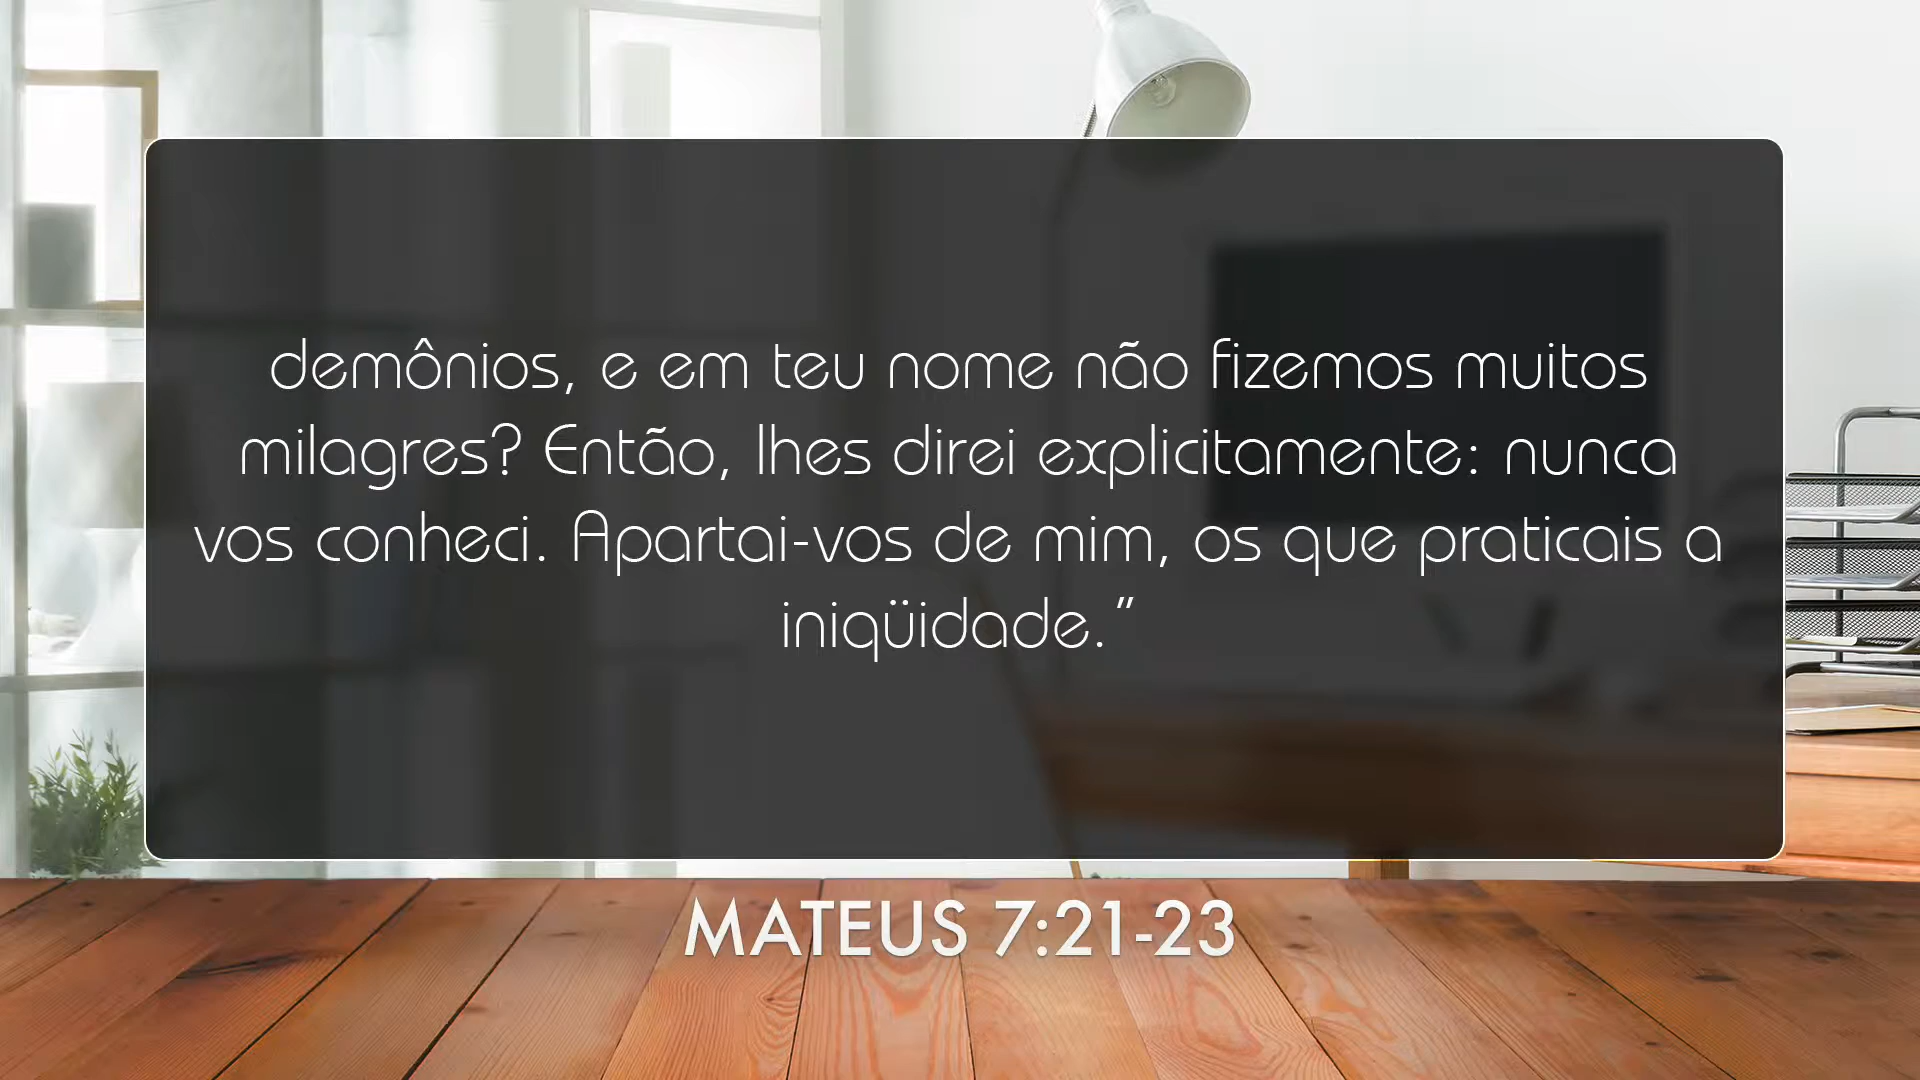 demônios, e em teu nome não fizemos muitos
milagres? Então, lhes direi explicitamente: nunca
vos conheci. Apartai-vos de mim, os que praticais a
iniqüidade.”
MATEUS 7:21-23